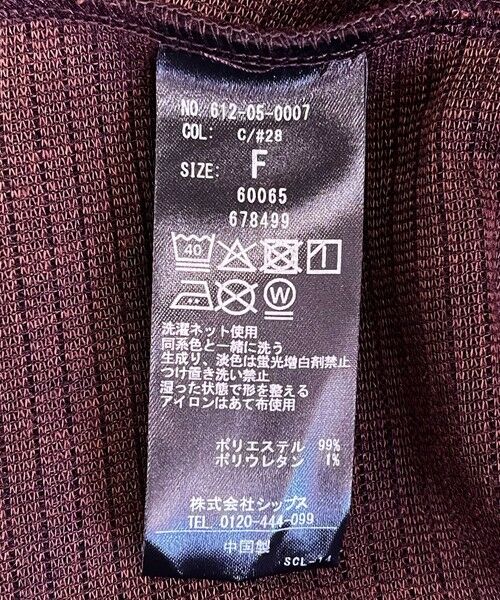 NO. 612-05-0007
COL: C/#28
SIZE: F
60065
678499
40
W
洗濯ネット使用
同系色と一緒に洗う
生成り、淡色は蛍光増白剤禁止
つけ置き洗い禁止
湿った状態で形を整える
アイロンはあて布使用
ポリエステル 99%
ポリウレタン 1%
株式会社シップス
TEL 0120-444-099
中国製